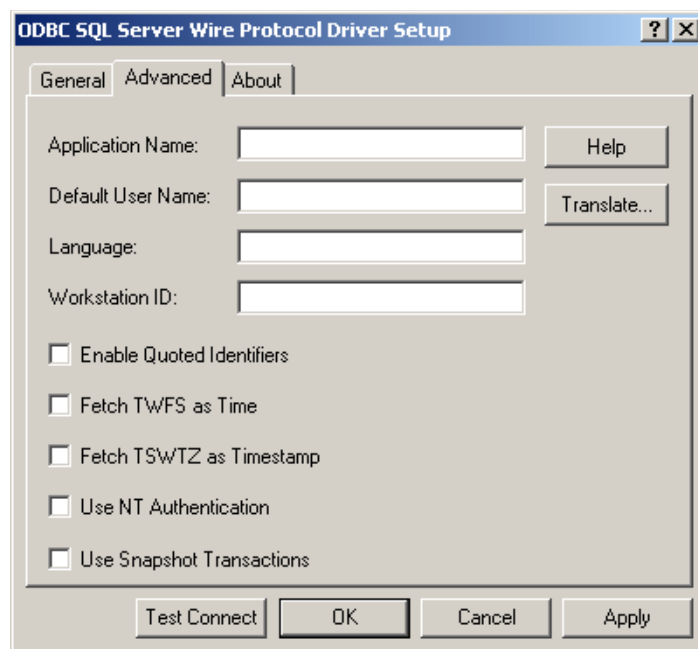 ODBC SQL Server Wire Protocol Driver Setup
General Advanced About
Application Name: Help
Default User Name: Translate...
Language:
Workstation ID:
Enable Quoted Identifiers
Fetch TWFS as Time
Fetch TSWTZ as Timestamp
Use NT Authentication
Use Snapshot Transactions
Test Connect OK Cancel Apply